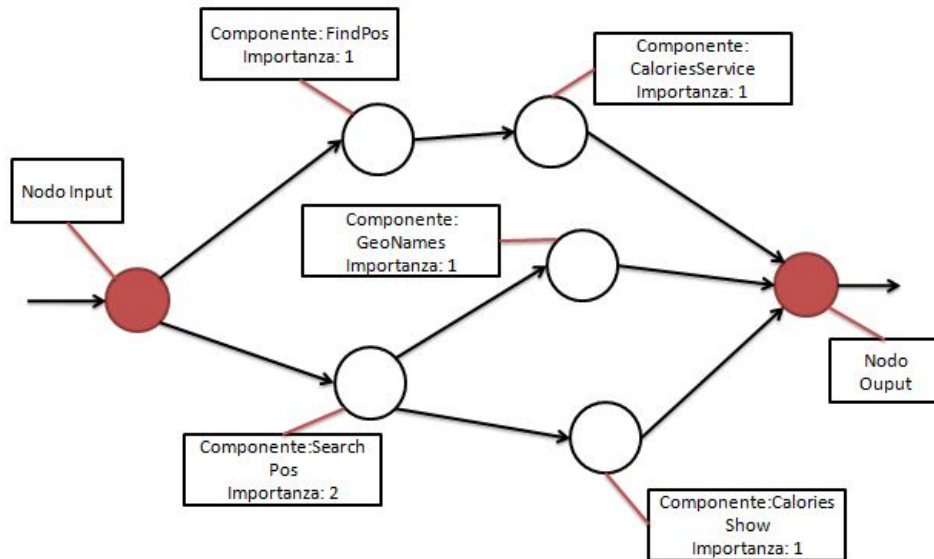 Componente: FindPos
Importanza: 1
Componente:
CaloriesService
Importanza: 1
Nodo Input
Componente:
GeoNames
Importanza: 1
Nodo
Ouput
Componente:Search
Pos
Importanza: 2
Componente:Calories
Show
Importanza: 1